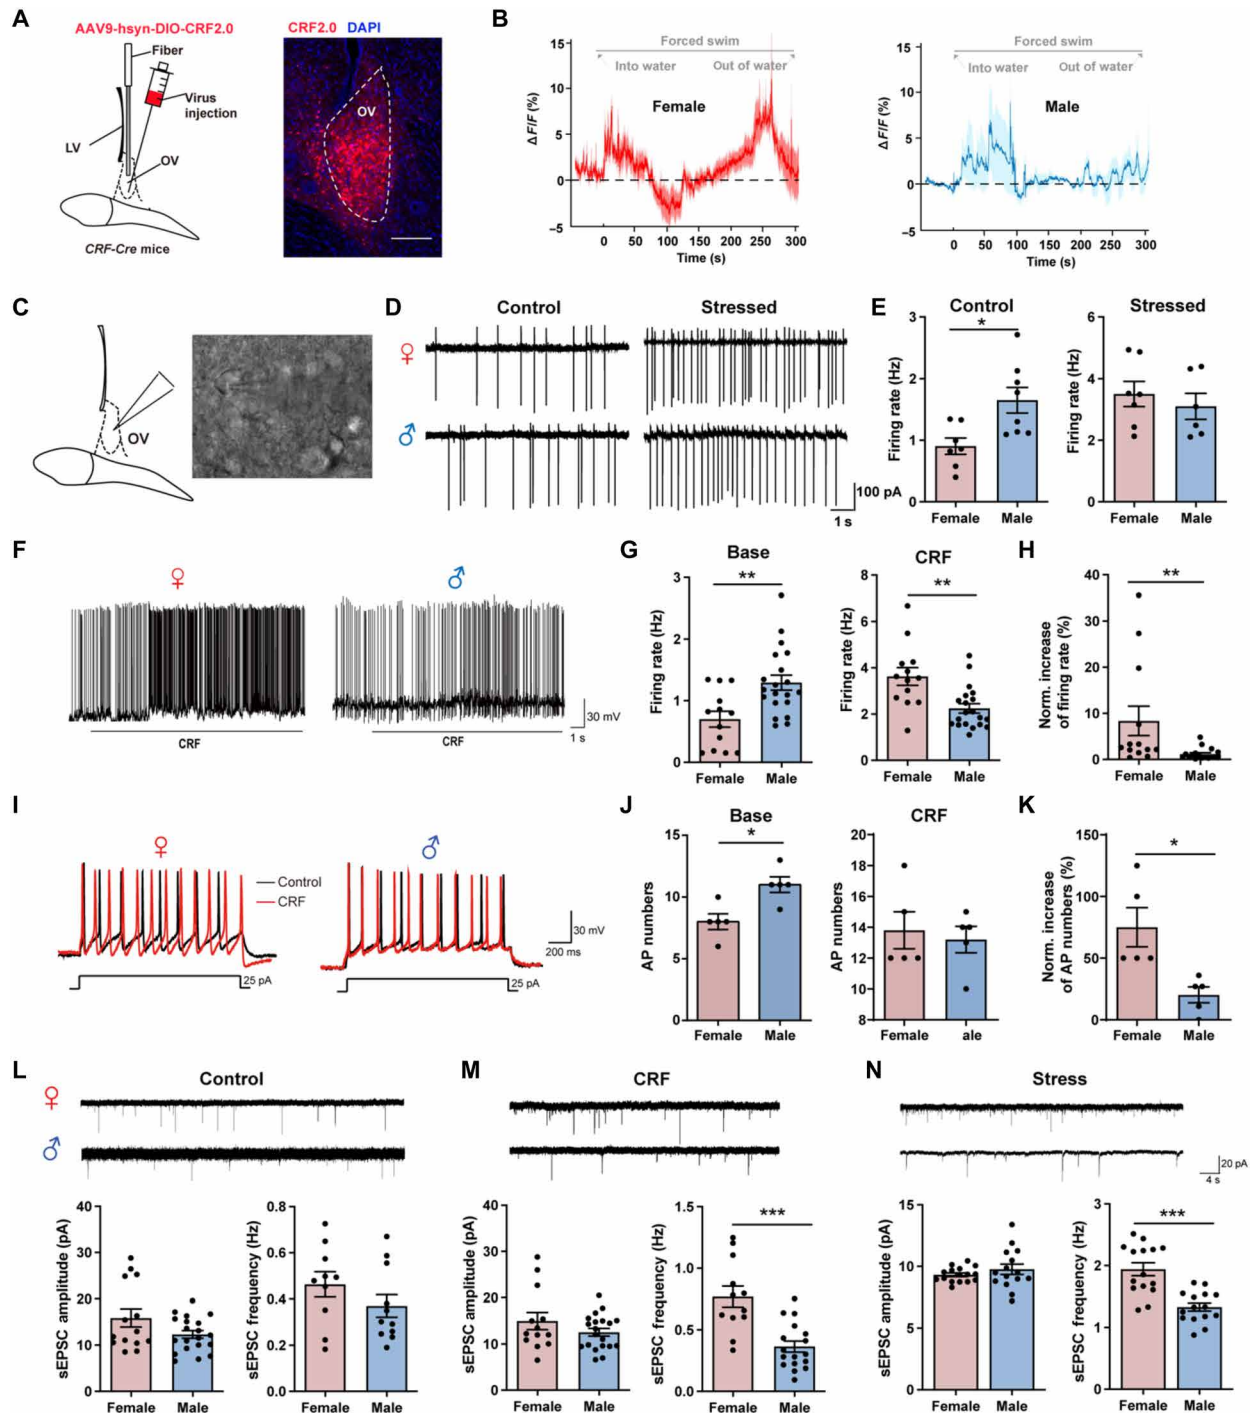 A
AAV9-hsyn-DIO-CRF2.0
Fiber
Virus
injection
LV
OV
CRF-Cre mice
CRF2.0 DAPI
OV
B
15
10
5
0
−5
ΔF/F (%)
Forced swim
Into water
Out of water
Female
0 50 100 150 200 250 300
Time (s)
15
10
5
0
−5
ΔF/F (%)
Forced swim
Into water
Out of water
Male
0 50 100 150 200 250 300
Time (s)
C
OV
D
Control
Stressed
♀
♂
100 pA
1 s
E
Control
*
3
2
1
0
Firing rate (Hz)
Female Male
Stressed
6
4
2
0
Firing rate (Hz)
Female Male
F
♀
♂
CRF
CRF
30 mV
1 s
G
Base
**
3
2
1
0
Firing rate (Hz)
Female Male
CRF
**
8
6
4
2
0
Firing rate (Hz)
Female Male
H
**
40
30
20
10
0
Norm. increase
of firing rate (%)
Female Male
I
♀
♂
Control
CRF
30 mV
200 ms
25 pA
25 pA
J
Base
*
15
10
5
0
AP numbers
Female Male
CRF
20
18
16
14
12
10
8
AP numbers
Female ale
K
*
150
100
50
0
Norm. increase
of AP numbers (%)
Female Male
L
Control
♀
♂
40
30
20
10
0
sEPSC amplitude (pA)
Female Male
0.8
0.6
0.4
0.2
0.0
sEPSC frequency (Hz)
Female Male
M
CRF
40
30
20
10
0
sEPSC amplitude (pA)
Female Male
***
1.5
1.0
0.5
0.0
sEPSC frequency (Hz)
Female Male
N
Stress
20 pA
4 s
15
10
5
0
sEPSC amplitude (pA)
Female Male
***
3
2
1
0
sEPSC frequency (Hz)
Female Male